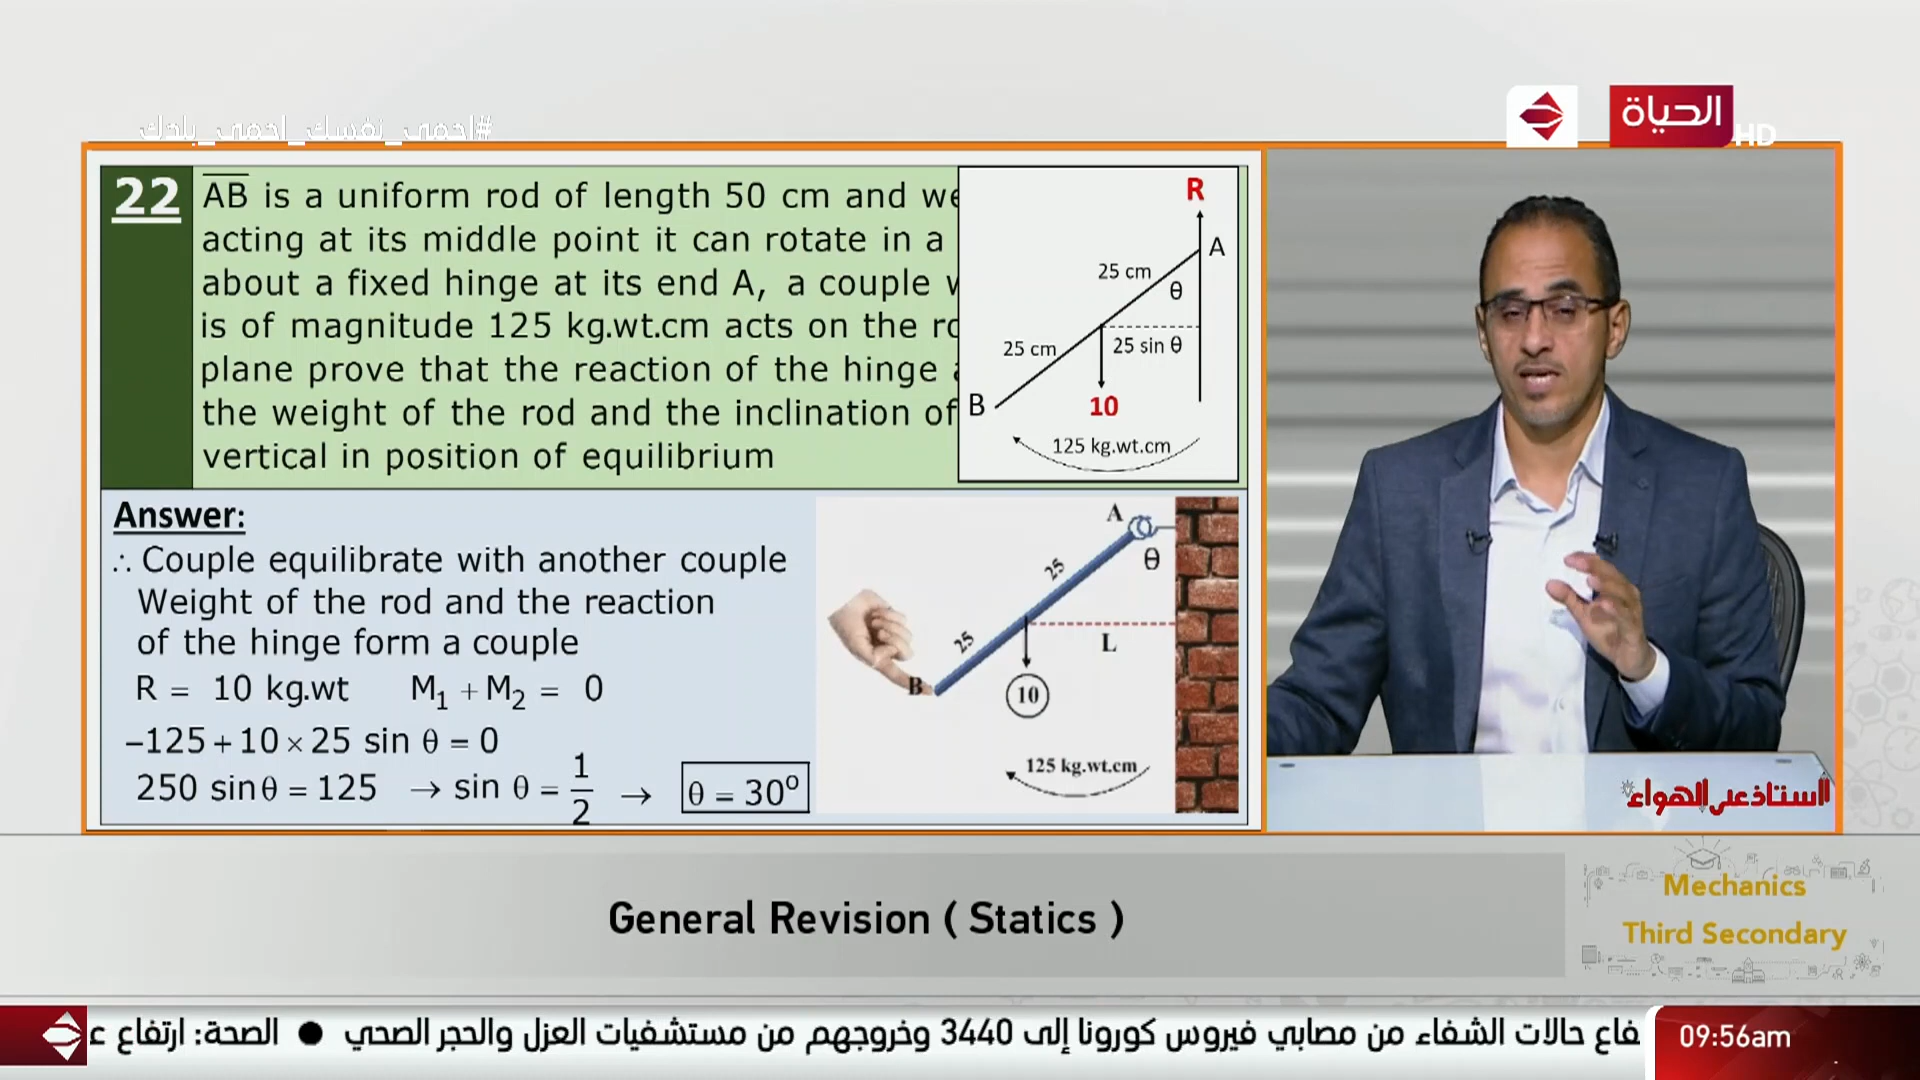 #احمي_نفسك_احمي_بلدك
الحياة
HD
22
AB is a uniform rod of length 50 cm and we
acting at its middle point it can rotate in a
about a fixed hinge at its end A, a couple
is of magnitude 125 kg.wt.cm acts on the ro
plane prove that the reaction of the hinge
the weight of the rod and the inclination of
vertical in position of equilibrium
R
A
25 cm
θ
25 cm
25 sin θ
B
10
125 kg.wt.cm
Answer:
∴ Couple equilibrate with another couple
Weight of the rod and the reaction
of the hinge form a couple
R = 10 kg.wt M₁ + M₂ = 0
−125 + 10 × 25 sin θ = 0
250 sin θ = 125 → sin θ = 1/2 → θ = 30°
A
θ
25
25
L
B
10
125 kg.wt.cm
أستاذ على الهواء
General Revision ( Statics )
Mechanics
Third Secondary
فاع حالات الشفاء من مصابي فيروس كورونا إلى 3440 وخروجهم من مستشفيات العزل والحجر الصحي ● الصحة: ارتفاع ع
09:56am